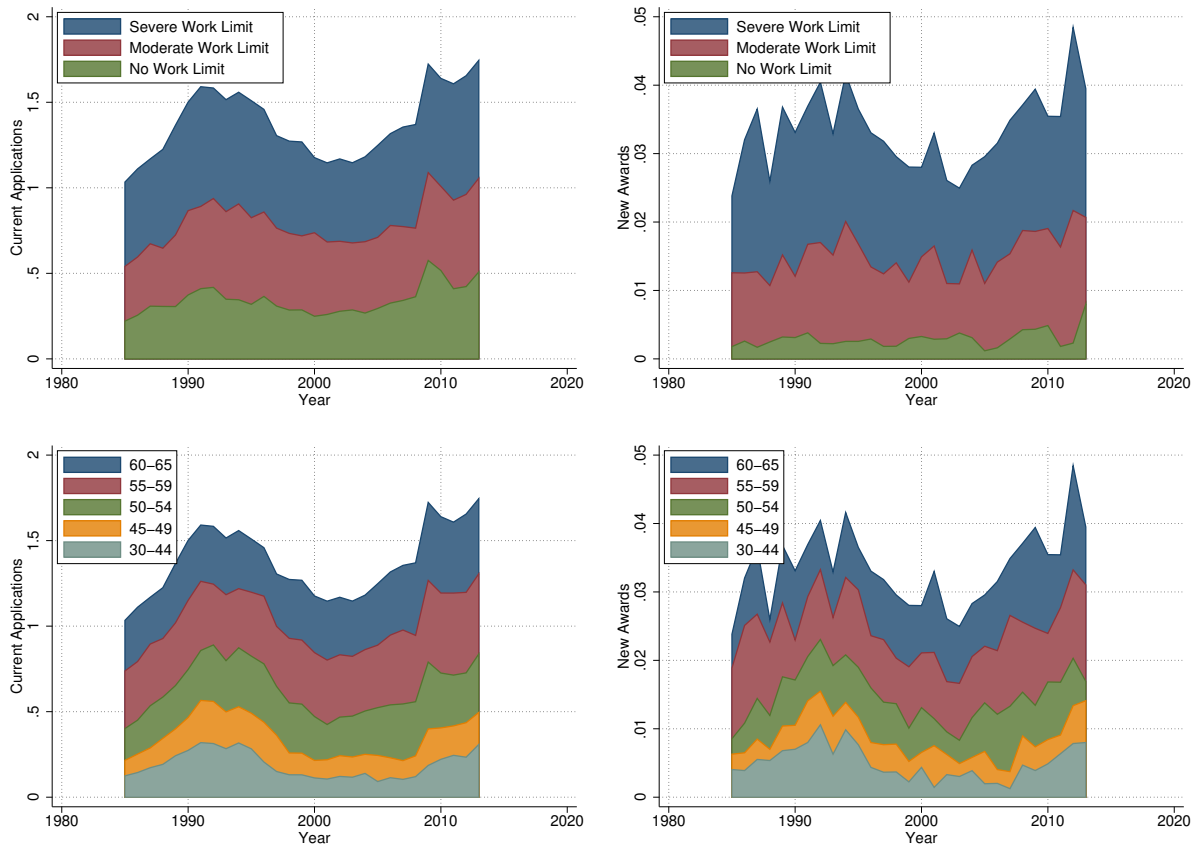 Severe Work Limit
Moderate Work Limit
No Work Limit
Current Applications
2
1.5
1
.5
0
1980 1990 2000 2010 2020
Year
Severe Work Limit
Moderate Work Limit
No Work Limit
New Awards
.05
.04
.03
.02
.01
0
1980 1990 2000 2010 2020
Year
60–65
55–59
50–54
45–49
30–44
Current Applications
2
1.5
1
.5
0
1980 1990 2000 2010 2020
Year
60–65
55–59
50–54
45–49
30–44
New Awards
.05
.04
.03
.02
.01
0
1980 1990 2000 2010 2020
Year